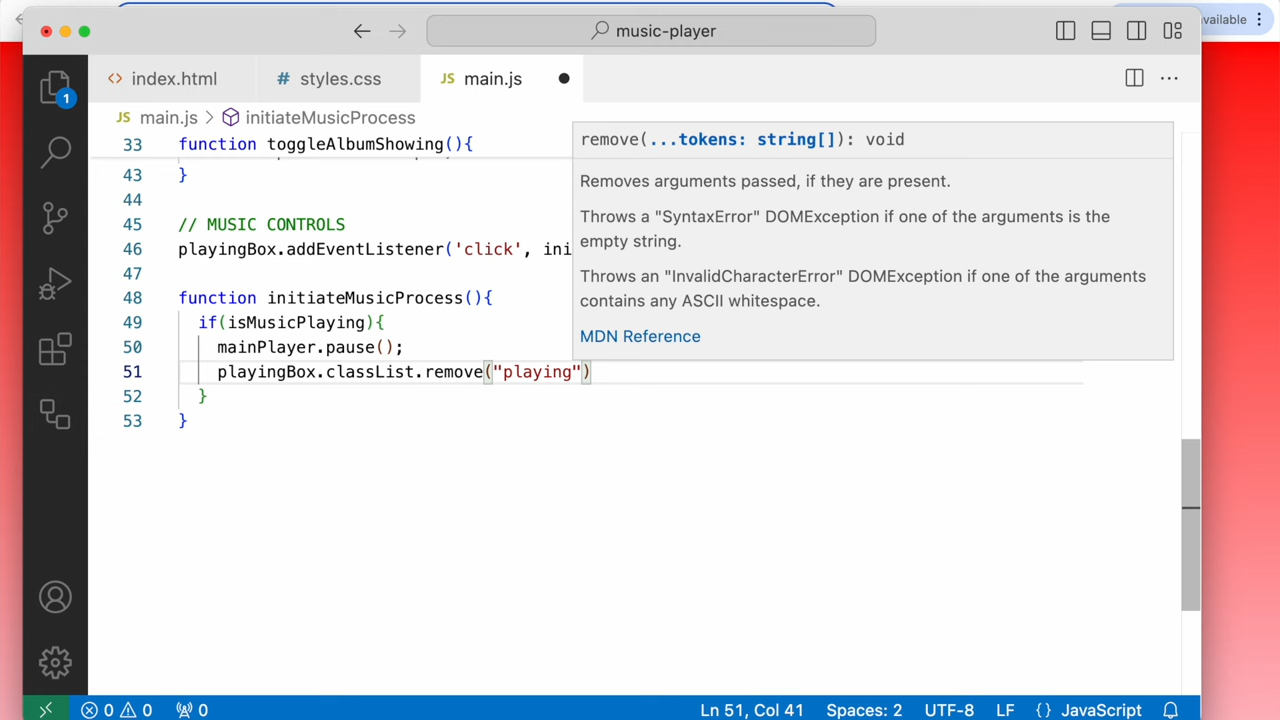 vailable
music-player
index.html
# styles.css
JS main.js
JS main.js > initiateMusicProcess
33 function toggleAlbumShowing(){
43 }
44
45 // MUSIC CONTROLS
46 playingBox.addEventListener('click', ini
47
48 function initiateMusicProcess(){
49 if(isMusicPlaying){
50 mainPlayer.pause();
51 playingBox.classList.remove("playing")
52 }
53 }
remove(...tokens: string[]): void
Removes arguments passed, if they are present.
Throws a "SyntaxError" DOMException if one of the arguments is the
empty string.
Throws an "InvalidCharacterError" DOMException if one of the arguments
contains any ASCII whitespace.
MDN Reference
1
0 0 0 Ln 51, Col 41 Spaces: 2 UTF-8 LF {} JavaScript